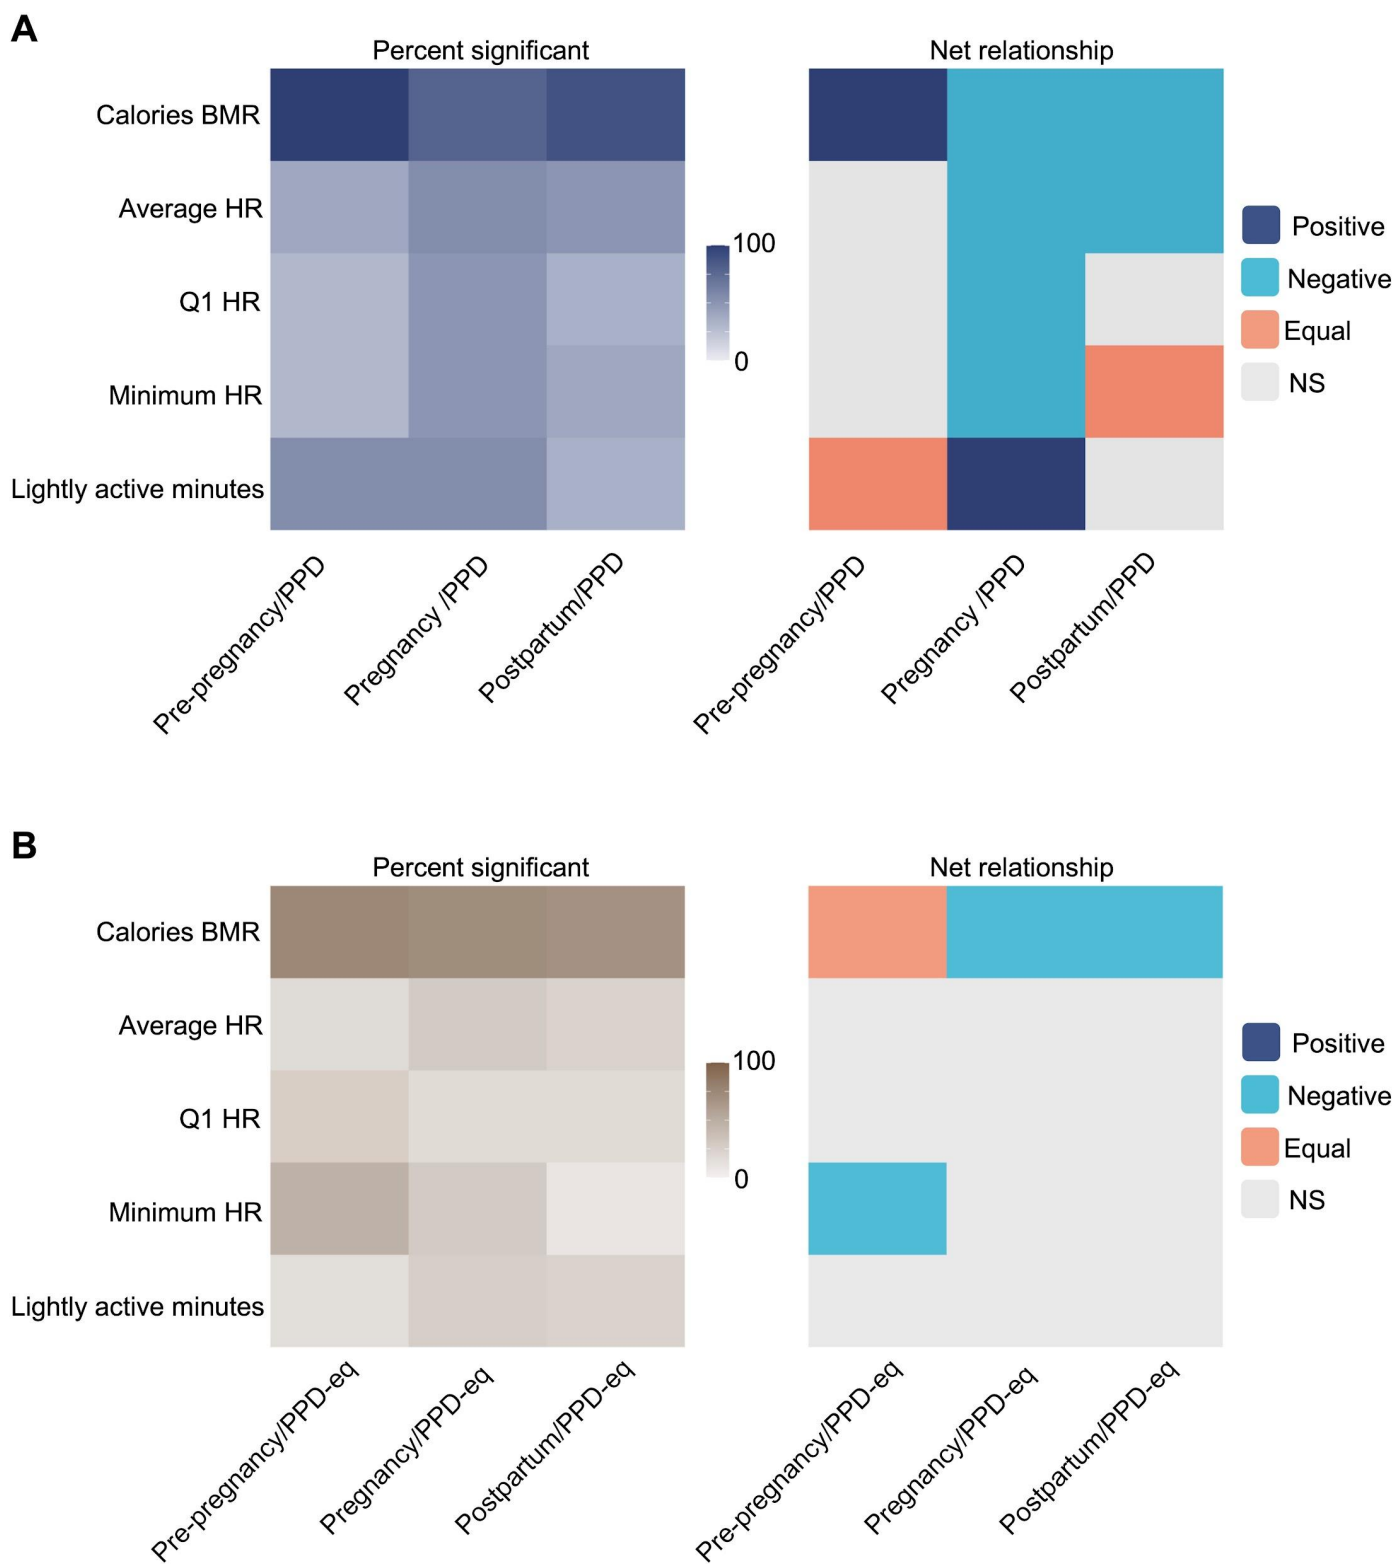 A
Percent significant
Net relationship
Calories BMR
Average HR
Q1 HR
Minimum HR
Lightly active minutes
100
0
Positive
Negative
Equal
NS
Pre-pregnancy/PPD
Pregnancy /PPD
Postpartum/PPD
Pre-pregnancy/PPD
Pregnancy /PPD
Postpartum/PPD
B
Percent significant
Net relationship
Calories BMR
Average HR
Q1 HR
Minimum HR
Lightly active minutes
100
0
Positive
Negative
Equal
NS
Pre-pregnancy/PPD-eq
Pregnancy/PPD-eq
Postpartum/PPD-eq
Pre-pregnancy/PPD-eq
Pregnancy/PPD-eq
Postpartum/PPD-eq